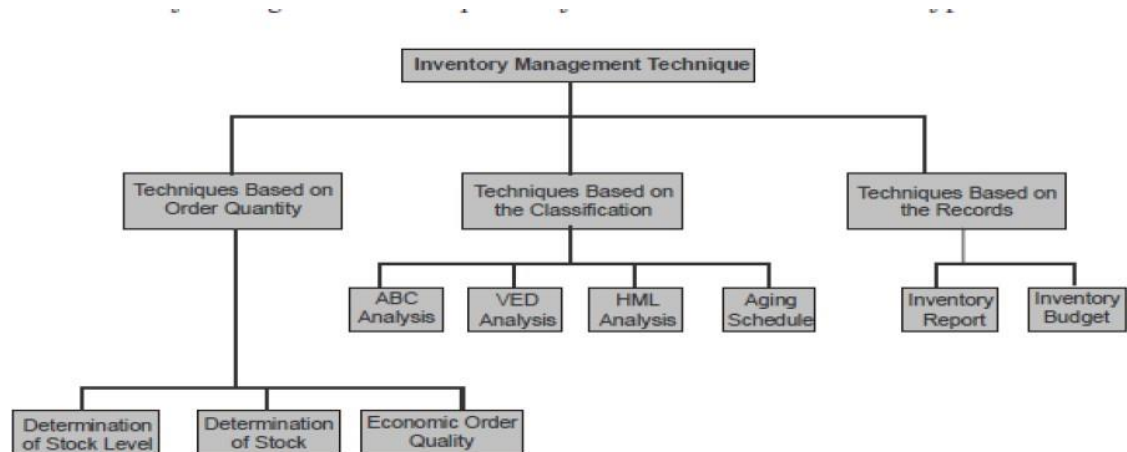 Inventory Management Technique
Techniques Based on
Order Quantity
Techniques Based on
the Classification
Techniques Based on
the Records
ABC
Analysis
VED
Analysis
HML
Analysis
Aging
Schedule
Inventory
Report
Inventory
Budget
Determination
of Stock Level
Determination
of Stock
Economic Order
Quality